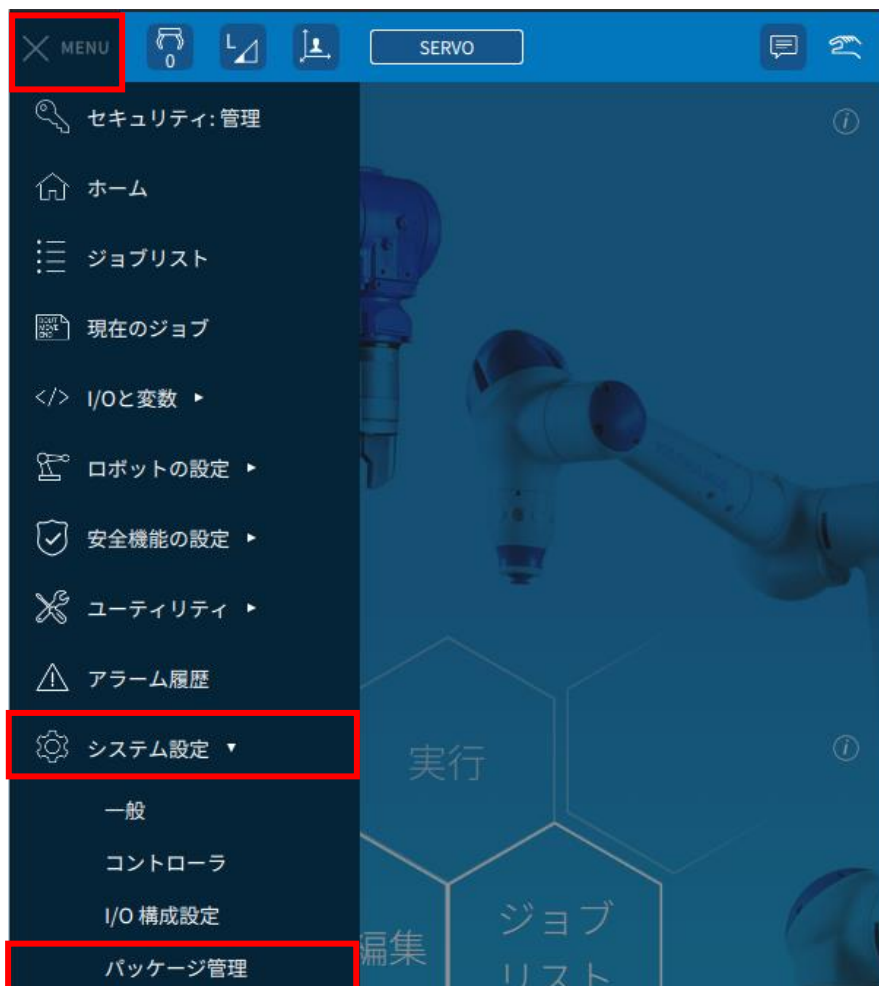 MENU
0
L
SERVO
セキュリティ: 管理
ホーム
ジョブリスト
現在のジョブ
</> I/Oと変数 ▸
ロボットの設定 ▸
安全機能の設定 ▸
ユーティリティ ▸
アラーム履歴
システム設定 ▾
一般
コントローラ
I/O 構成設定
パッケージ管理
実行
編集
ジョブ
リスト